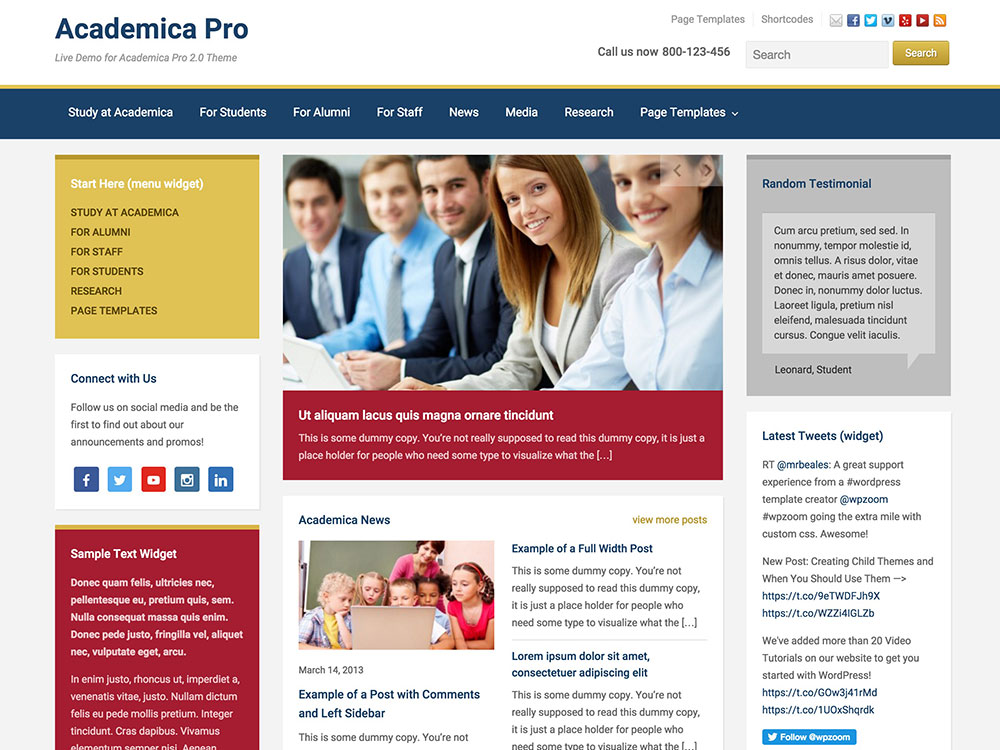 Academica Pro
Live Demo for Academica Pro 2.0 Theme
Page Templates
Shortcodes
Call us now 800-123-456
Search
Search
Study at Academica
For Students
For Alumni
For Staff
News
Media
Research
Page Templates
Start Here (menu widget)
STUDY AT ACADEMICA
FOR ALUMNI
FOR STAFF
FOR STUDENTS
RESEARCH
PAGE TEMPLATES
Connect with Us
Follow us on social media and be the
first to find out about our
announcements and promos!
Sample Text Widget
Donec quam felis, ultricies nec,
pellentesque eu, pretium quis, sem.
Nulla consequat massa quis enim.
Donec pede justo, fringilla vel, aliquet
nec, vulputate eget, arcu.
In enim justo, rhoncus ut, imperdiet a,
venenatis vitae, justo. Nullam dictum
felis eu pede mollis pretium. Integer
tincidunt. Cras dapibus. Vivamus
elementum semper nisi. Aenean
Ut aliquam lacus quis magna ornare tincidunt
This is some dummy copy. You're not really supposed to read this dummy copy, it is just a
place holder for people who need some type to visualize what the [...]
Academica News
view more posts
March 14, 2013
Example of a Post with Comments
and Left Sidebar
This is some dummy copy. You're not
Example of a Full Width Post
This is some dummy copy. You're not
really supposed to read this dummy copy,
it is just a place holder for people who
need some type to visualize what the [...]
Lorem ipsum dolor sit amet,
consectetuer adipiscing elit
This is some dummy copy. You're not
really supposed to read this dummy copy,
it is just a place holder for people who
need some type to visualize what the [...]
Random Testimonial
Cum arcu pretium, sed sed. In
nonummy, tempor molestie id,
omnis tellus. A risus dolor, vitae
et donec, mauris amet posuere.
Donec in, nonummy dolor luctus.
Laoreet ligula, pretium nisl
eleifend, malesuada tincidunt
cursus. Congue velit iaculis.
Leonard, Student
Latest Tweets (widget)
RT @mrbeales: A great support
experience from a #wordpress
template creator @wpzoom
#wpzoom going the extra mile with
custom css. Awesome!
New Post: Creating Child Themes and
When You Should Use Them —>
https://t.co/9eTWDFJh9X
https://t.co/WZZi4IGLZb
We've added more than 20 Video
Tutorials on our website to get you
started with WordPress!
https://t.co/GOw3j41rMd
https://t.co/1UOxShqrdk
Follow @wpzoom